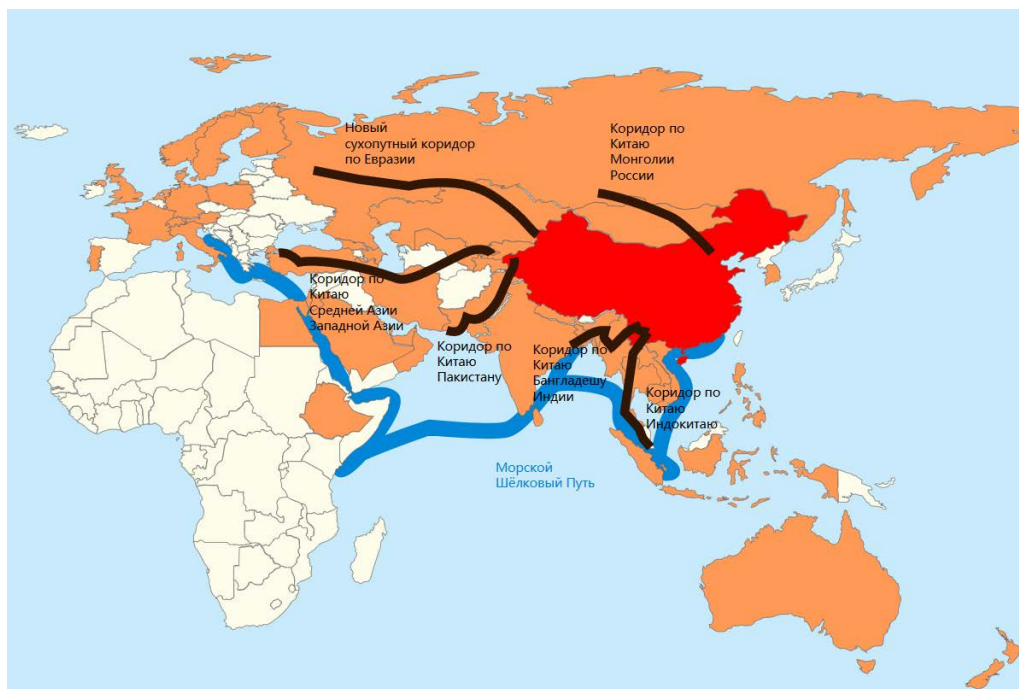 Новый
сухопутный коридор
по Евразии
Коридор по
Китаю
Монголии
России
Коридор по
Китаю
Средней Азии
Западной Азии
Коридор по
Китаю
Пакистану
Коридор по
Китаю
Бангладешу
Индии
Коридор по
Китаю
Индокитаю
Морской
Шёлковый Путь